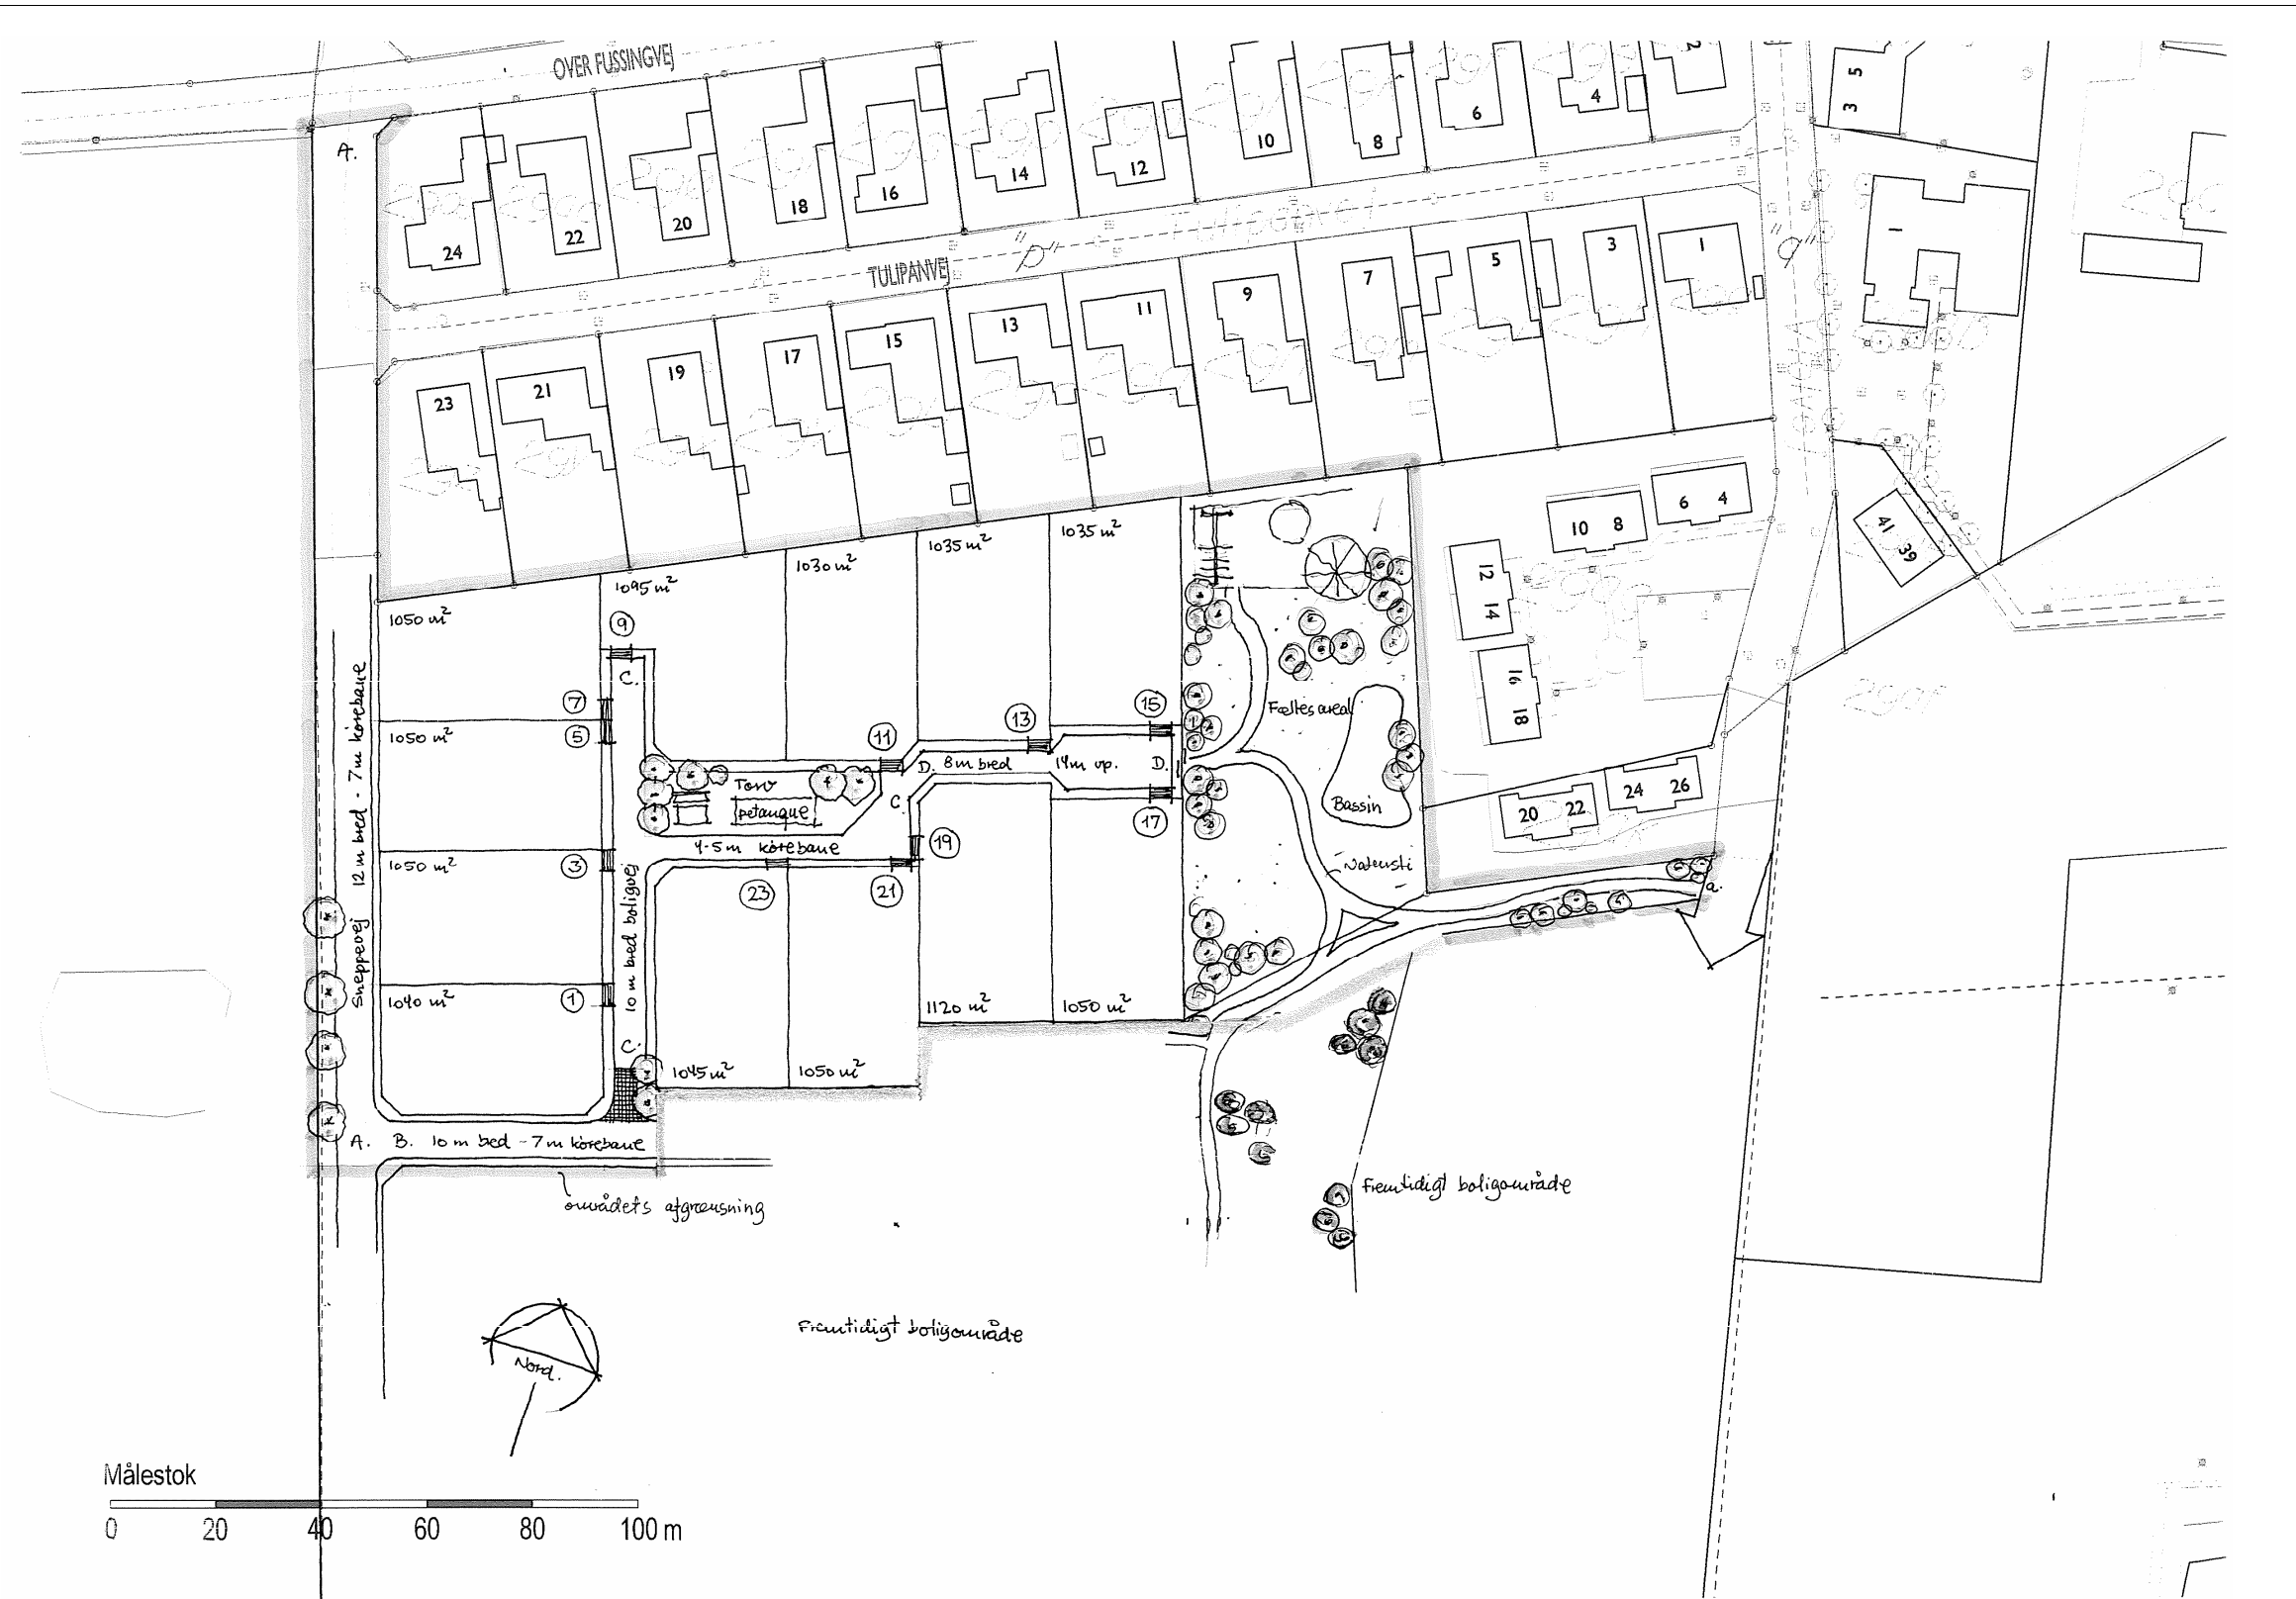 OVER FUSSINGVEJ
A.
24
22
20
18
16
14
12
10
8
6
4
2
3 5
1
TULIPANVEJ
"D"
Tulipanvej
"a"
23
21
19
17
15
13
11
9
7
5
3
1
10 8
6 4
12 14
16 18
20 22
24 26
41 39
290f
1050 m²
1095 m²
1030 m²
1035 m²
1035 m²
9
C.
7
5
1050 m²
3
1050 m²
1
1040 m²
Sneppevej 12 m bred - 7 m kørebane
10 m bred boligvej
C.
11
13
15
D. 8 m bred
14 m op.
D.
Torv
petanque
C
4-5 m kørebane
17
19
21
23
Fælles areal
Bassin
Natursti
a.
1120 m²
1050 m²
1045 m²
1050 m²
A. B. 10 m bred - 7 m kørebane
områdets afgrænsning
Fremtidigt boligområde
Fremtidigt boligområde
Nord.
Målestok
0 20 40 60 80 100 m